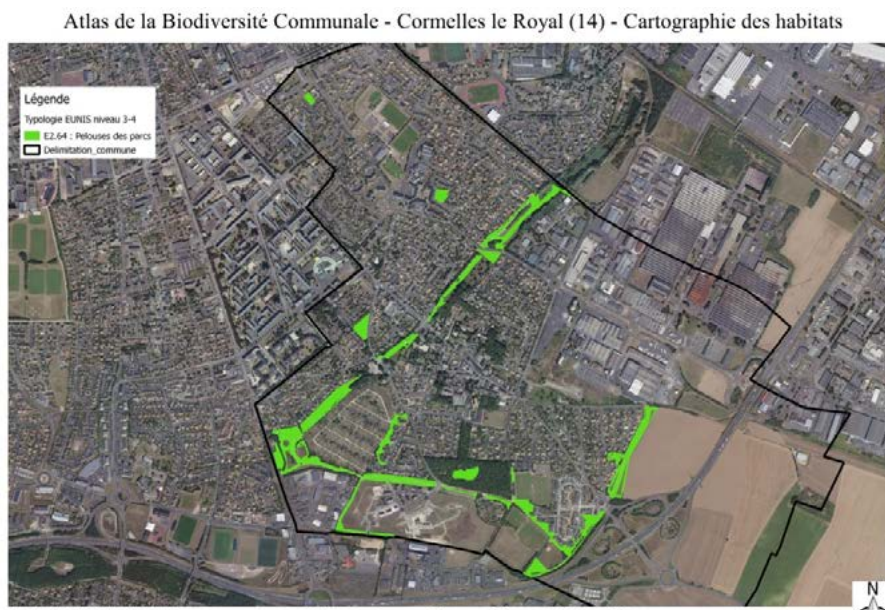 Atlas de la Biodiversité Communale - Cormelles le Royal (14) - Cartographie des habitats
Légende
Typologie EUNIS niveau 3-4
E2.64 : Pelouses des parcs
Delimitation_commune
N